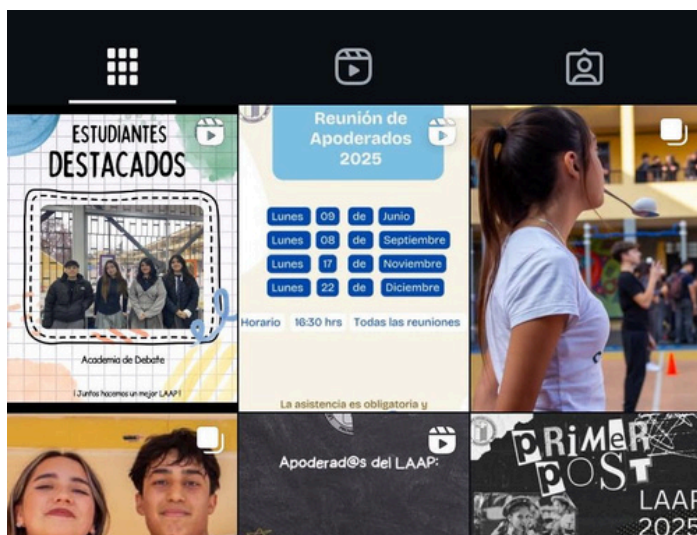 ESTUDIANTES
DESTACADOS
Academia de Debate
¡Juntos hacemos un mejor LAAP!
Reunión de
Apoderados
2025
Lunes 09 de Junio
Lunes 08 de Septiembre
Lunes 17 de Noviembre
Lunes 22 de Diciembre
Horario 16:30 hrs Todas las reuniones
La asistencia es obligatoria y
Apoderad@s del LAAP:
PRiMER
POST
LAAP
2025